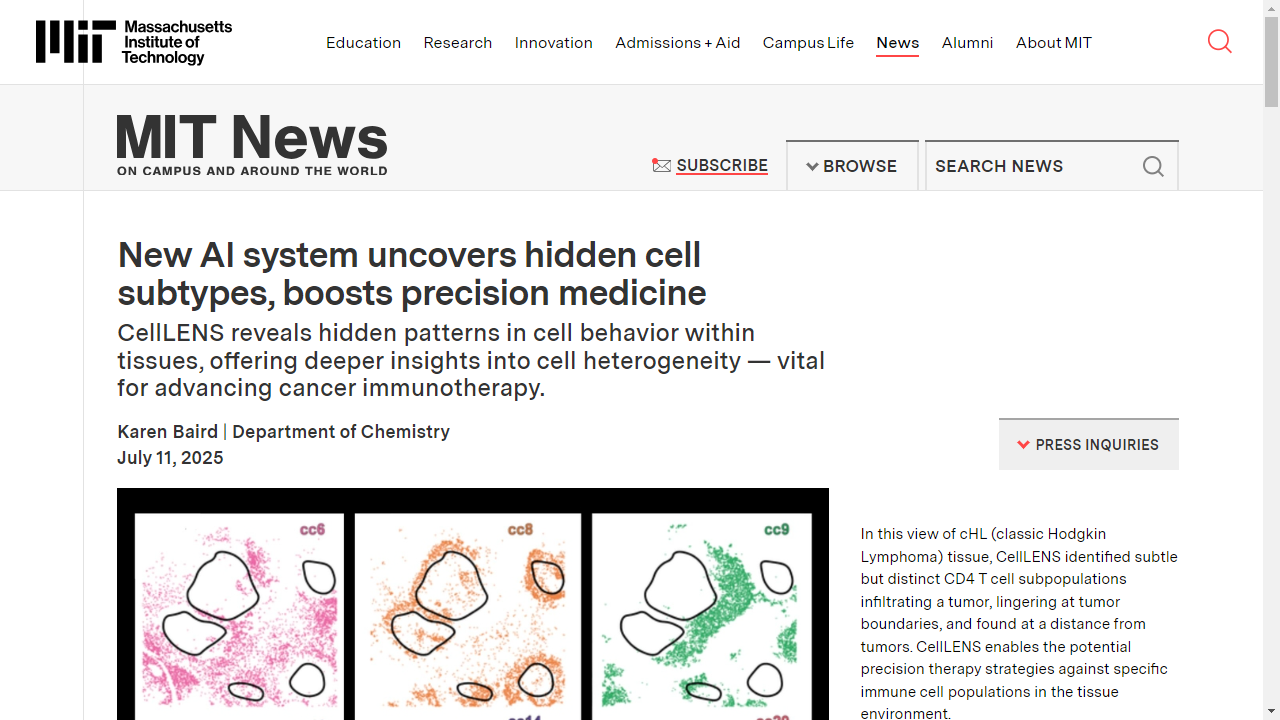 Massachusetts
Institute of
Technology
Education Research Innovation Admissions + Aid Campus Life News Alumni About MIT
MIT News
ON CAMPUS AND AROUND THE WORLD
SUBSCRIBE
BROWSE
SEARCH NEWS
New AI system uncovers hidden cell
subtypes, boosts precision medicine
CellLENS reveals hidden patterns in cell behavior within
tissues, offering deeper insights into cell heterogeneity — vital
for advancing cancer immunotherapy.
Karen Baird | Department of Chemistry
July 11, 2025
PRESS INQUIRIES
cc6
cc8
cc9
In this view of cHL (classic Hodgkin
Lymphoma) tissue, CellLENS identified subtle
but distinct CD4 T cell subpopulations
infiltrating a tumor, lingering at tumor
boundaries, and found at a distance from
tumors. CellLENS enables the potential
precision therapy strategies against specific
immune cell populations in the tissue
environment.